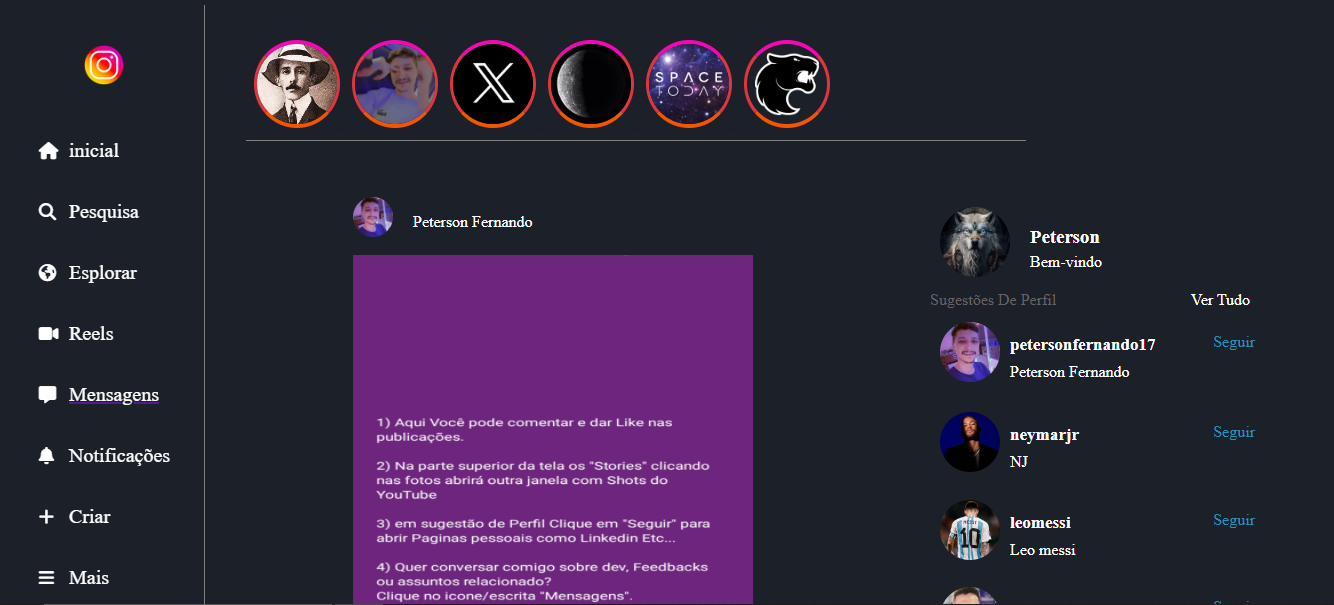 SPACE
TODAY
inicial
Pesquisa
Esplorar
Reels
Mensagens
Notificações
Criar
Mais
Peterson Fernando
1) Aqui Você pode comentar e dar Like nas
publicações.
2) Na parte superior da tela os "Stories" clicando
nas fotos abrirá outra janela com Shots do
YouTube
3) em sugestão de Perfil Clique em "Seguir" para
abrir Paginas pessoais como Linkedin Etc...
4) Quer conversar comigo sobre dev, Feedbacks
ou assuntos relacionado?
Clique no icone/escrita "Mensagens".
Peterson
Bem-vindo
Sugestões De Perfil
Ver Tudo
petersonfernando17
Seguir
Peterson Fernando
neymarjr
Seguir
NJ
leomessi
Seguir
Leo messi
10